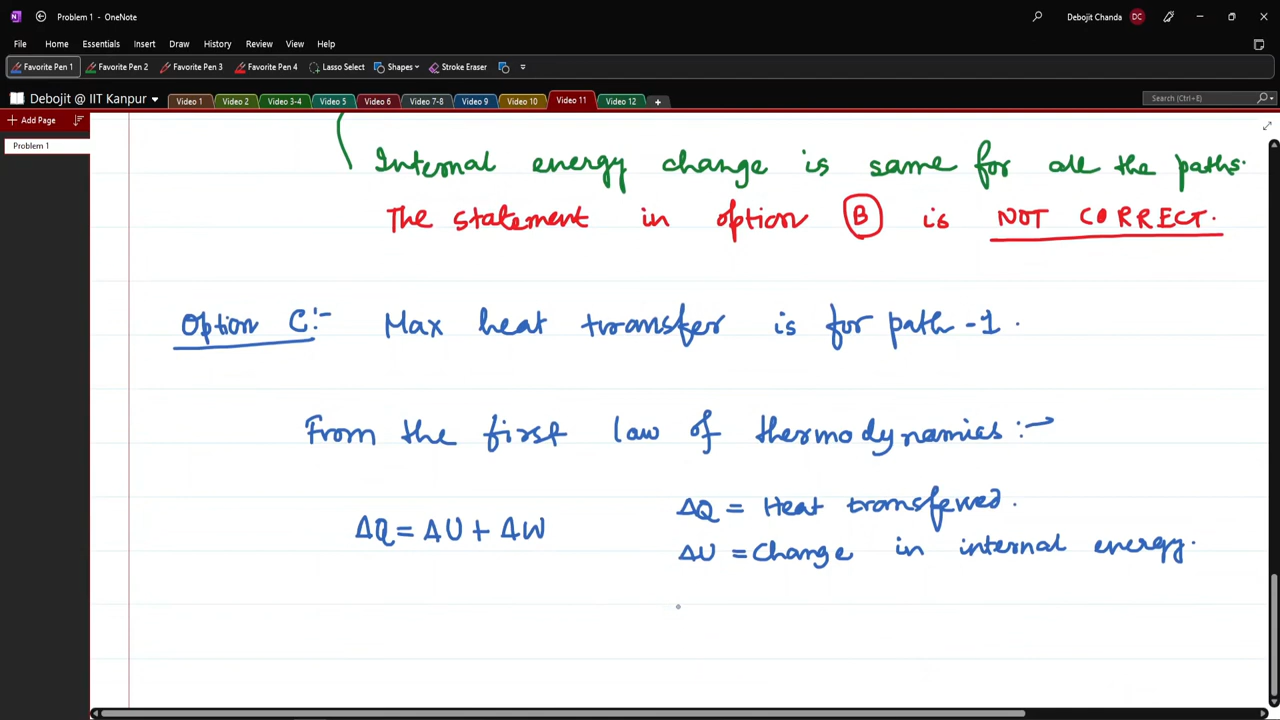 Problem 1 - OneNote
Debojit Chanda DC
File Home Essentials Insert Draw History Review View Help
Favorite Pen 1 Favorite Pen 2 Favorite Pen 3 Favorite Pen 4 Lasso Select Shapes Stroke Eraser
Debojit @ IIT Kanpur Video 1 Video 2 Video 3-4 Video 5 Video 6 Video 7-8 Video 9 Video 10 Video 11 Video 12 Search (Ctrl+E)
Add Page
Problem 1
Internal energy change is same for all the paths.
The statement in option B is NOT CORRECT.
Option C:- Max heat transfer is for path -1.
From the first law of thermodynamics :→
ΔQ = Heat transferred.
ΔQ = ΔU + ΔW
ΔU = Change in internal energy.